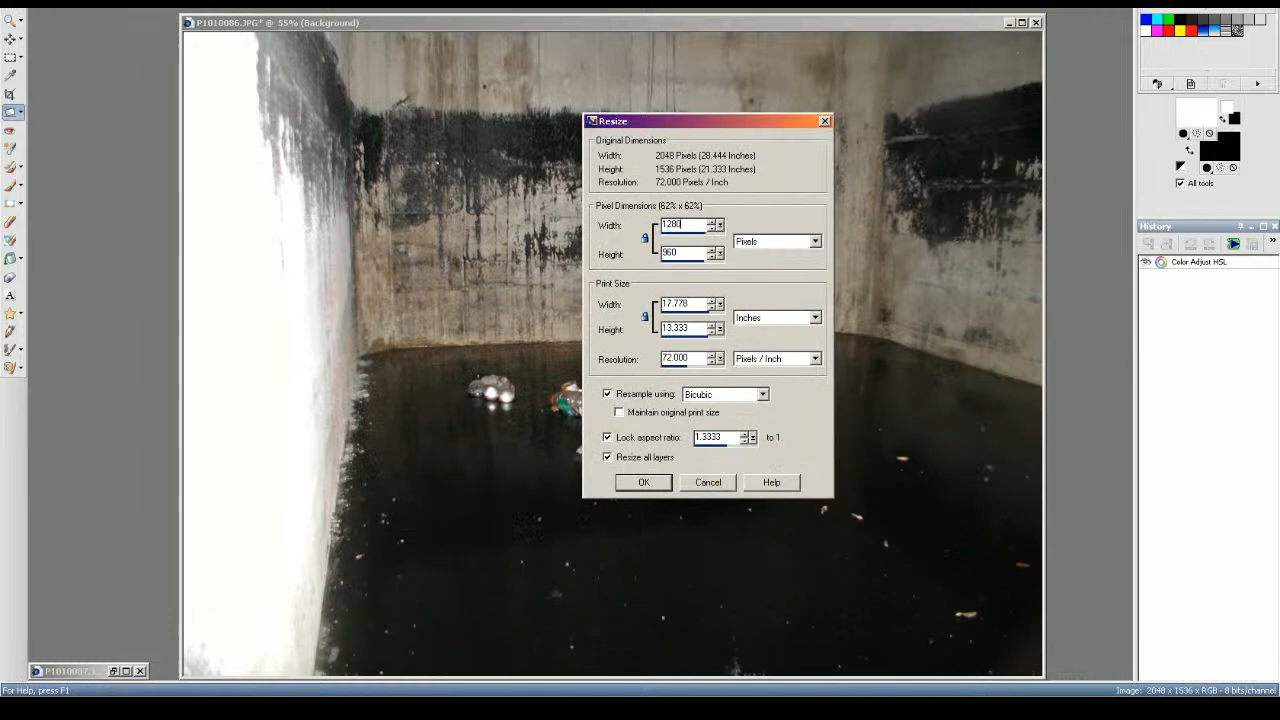 P1010086.JPG* @ 55% (Background)
Resize
Original Dimensions
Width: 2048 Pixels (28.444 Inches)
Height: 1536 Pixels (21.333 Inches)
Resolution: 72.000 Pixels / Inch
Pixel Dimensions (62% x 62%)
Width: 1280
Pixels
Height: 960
Print Size
Width: 17.778
Inches
Height: 13.333
Resolution: 72.000 Pixels / Inch
Resample using: Bicubic
Maintain original print size
Lock aspect ratio: 1.3333 to 1
Resize all layers
OK Cancel Help
All tools
History
Color Adjust HSL
For Help, press F1
Image: 2048 x 1536 x RGB - 8 bits/channel